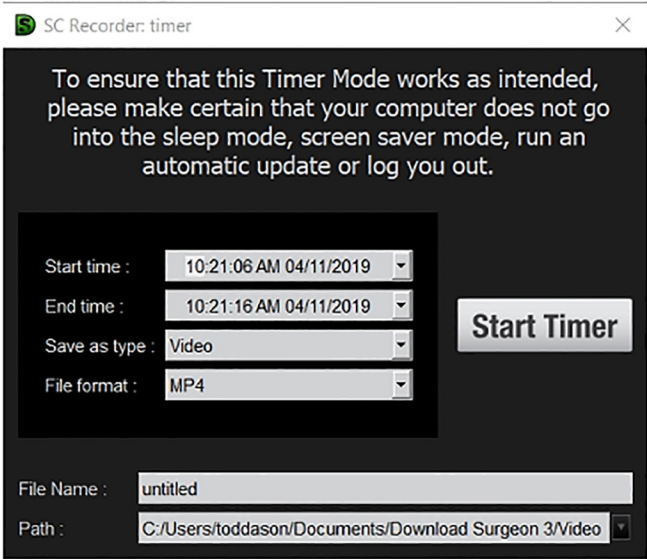 SC Recorder: timer
To ensure that this Timer Mode works as intended,
please make certain that your computer does not go
into the sleep mode, screen saver mode, run an
automatic update or log you out.
Start time : 10:21:06 AM 04/11/2019
End time : 10:21:16 AM 04/11/2019
Save as type : Video
File format : MP4
Start Timer
File Name : untitled
Path : C:/Users/toddason/Documents/Download Surgeon 3/Video